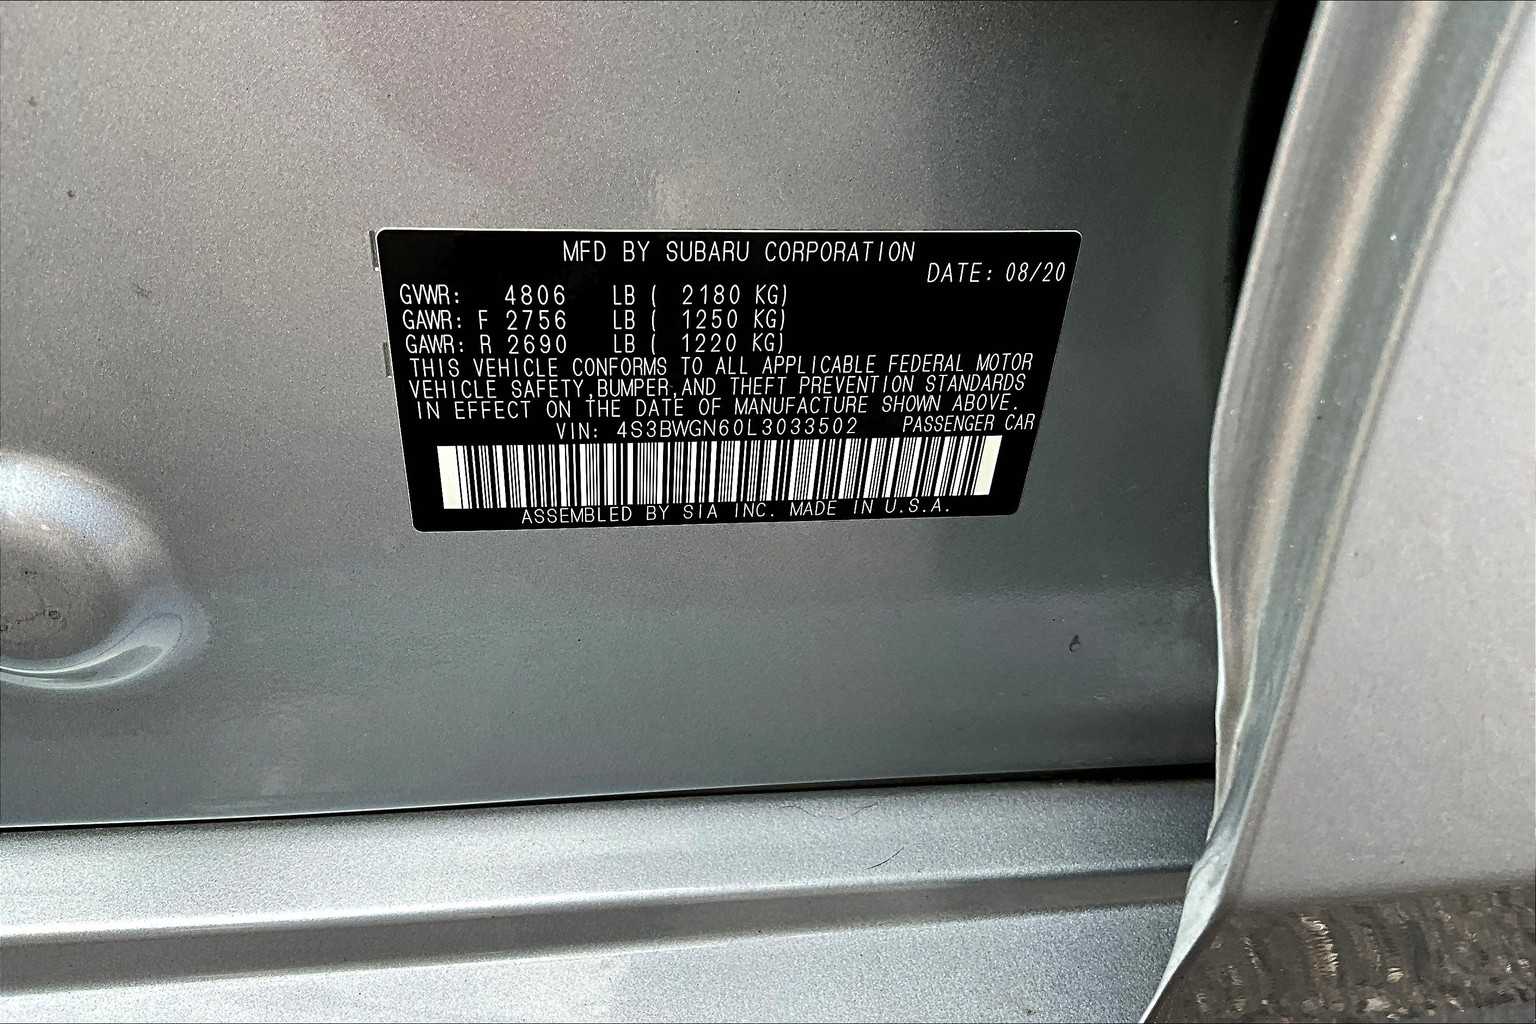 MFD BY SUBARU CORPORATION
DATE: 08/20
GVWR: 4806 LB ( 2180 KG)
GAWR: F 2756 LB ( 1250 KG)
GAWR: R 2690 LB ( 1220 KG)
THIS VEHICLE CONFORMS TO ALL APPLICABLE FEDERAL MOTOR
VEHICLE SAFETY,BUMPER,AND THEFT PREVENTION STANDARDS
IN EFFECT ON THE DATE OF MANUFACTURE SHOWN ABOVE.
VIN: 4S3BWGN60L3033502 PASSENGER CAR
ASSEMBLED BY SIA INC. MADE IN U.S.A.